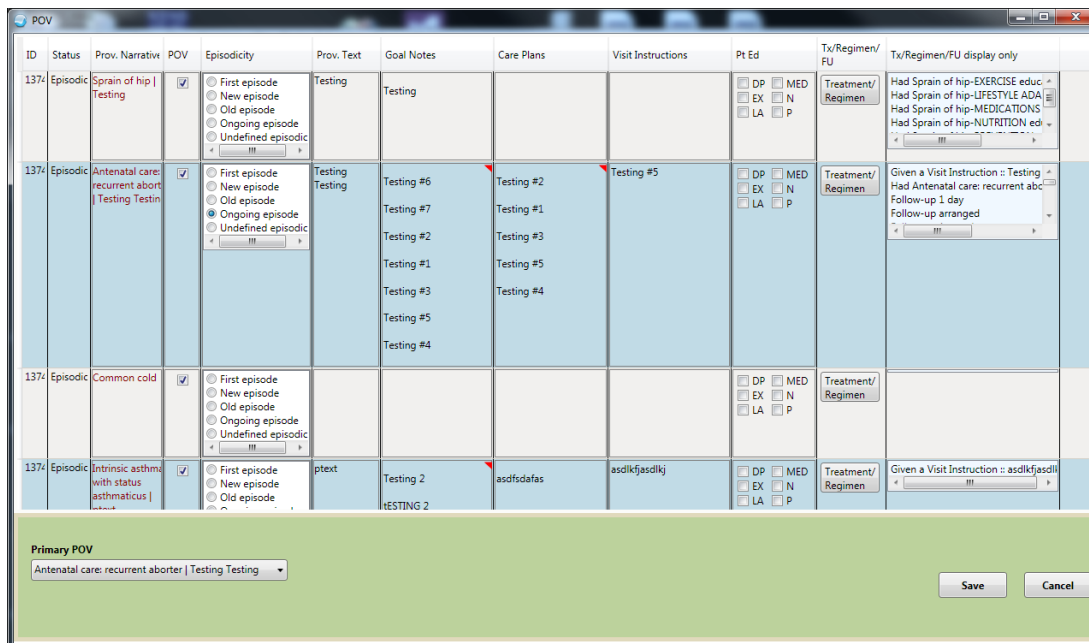 POV
ID Status Prov. Narrative POV Episodicity Prov. Text Goal Notes Care Plans Visit Instructions Pt Ed Tx/Regimen/ Tx/Regimen/FU display only
FU
1374 Episodic Sprain of hip |
Testing
First episode
New episode
Old episode
Ongoing episode
Undefined episodic
Testing
Testing
DP MED
EX N
LA P
Treatment/
Regimen
Had Sprain of hip-EXERCISE educ.
Had Sprain of hip-LIFESTYLE ADA
Had Sprain of hip-MEDICATIONS
Had Sprain of hip-NUTRITION edu
1374 Episodic Antenatal care:
recurrent abort
| Testing Testin
First episode
New episode
Old episode
Ongoing episode
Undefined episodic
Testing
Testing
Testing #6
Testing #7
Testing #2
Testing #1
Testing #3
Testing #5
Testing #4
Testing #2
Testing #1
Testing #3
Testing #5
Testing #4
Testing #5
DP MED
EX N
LA P
Treatment/
Regimen
Given a Visit Instruction :: Testing
Had Antenatal care: recurrent abc
Follow-up 1 day
Follow-up arranged
1374 Episodic Common cold
First episode
New episode
Old episode
Ongoing episode
Undefined episodic
DP MED
EX N
LA P
Treatment/
Regimen
1374 Episodic Intrinsic asthma
with status
asthmaticus |
First episode
New episode
Old episode
ptext
Testing 2
tESTING 2
asdfsdafas
asdlkfjasdlkj
DP MED
EX N
LA P
Treatment/
Regimen
Given a Visit Instruction :: asdlkfjasdlk
Primary POV
Antenatal care: recurrent aborter | Testing Testing
Save Cancel